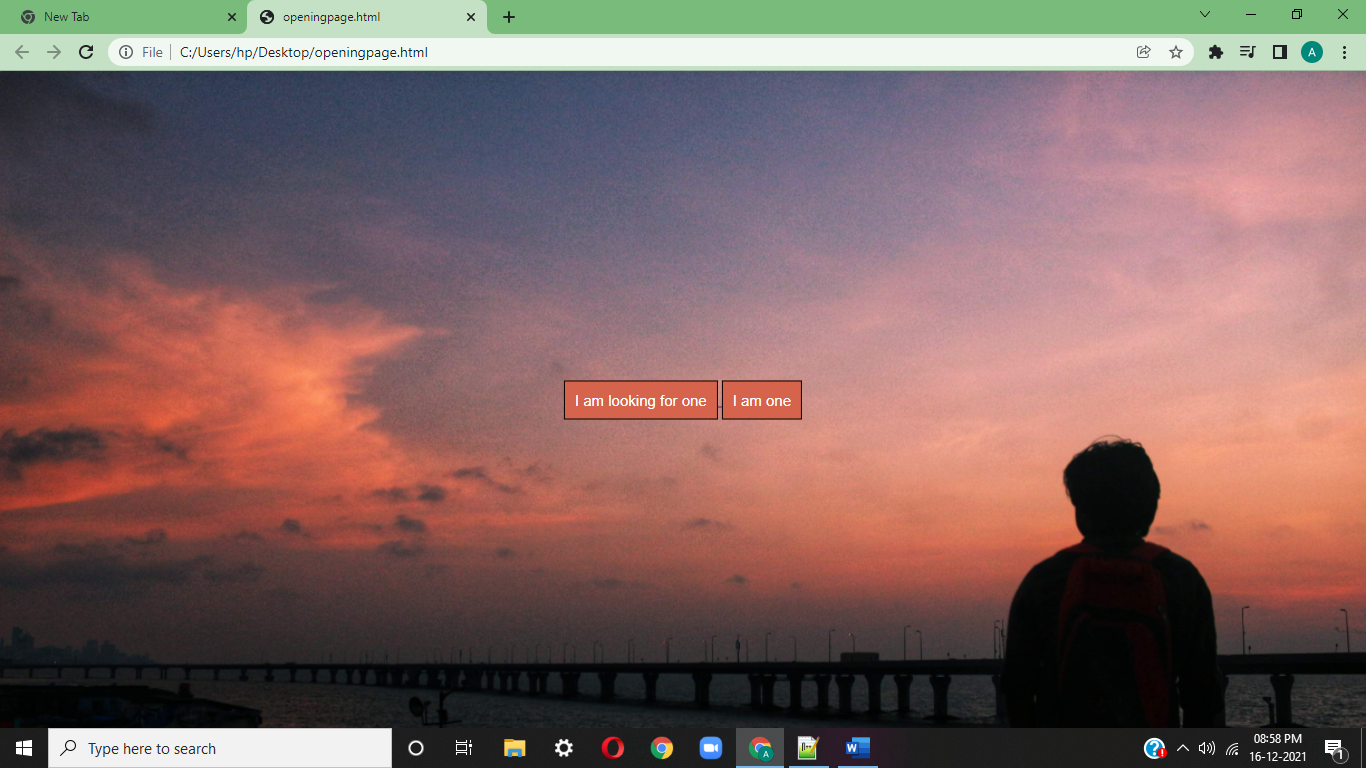 New Tab
openingpage.html
File
C:/Users/hp/Desktop/openingpage.html
A
I am looking for one
I am one
Type here to search
A
W
08:58 PM
16-12-2021
1